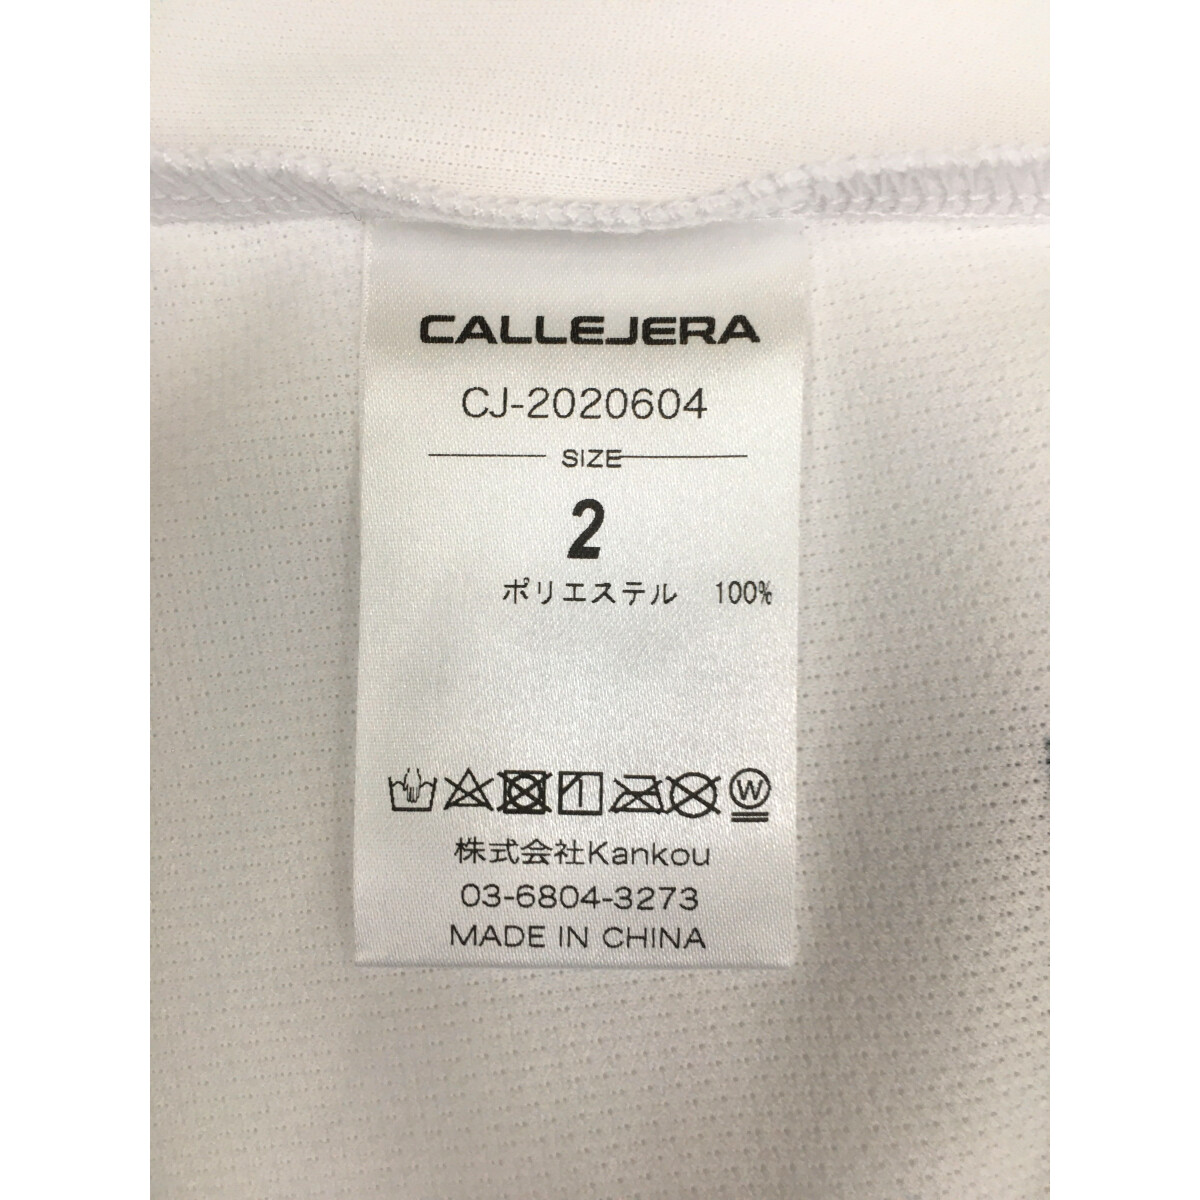 CALLEJERA
CJ-2020604
SIZE
2
ポリエステル 100%
W
株式会社Kankou
03-6804-3273
MADE IN CHINA